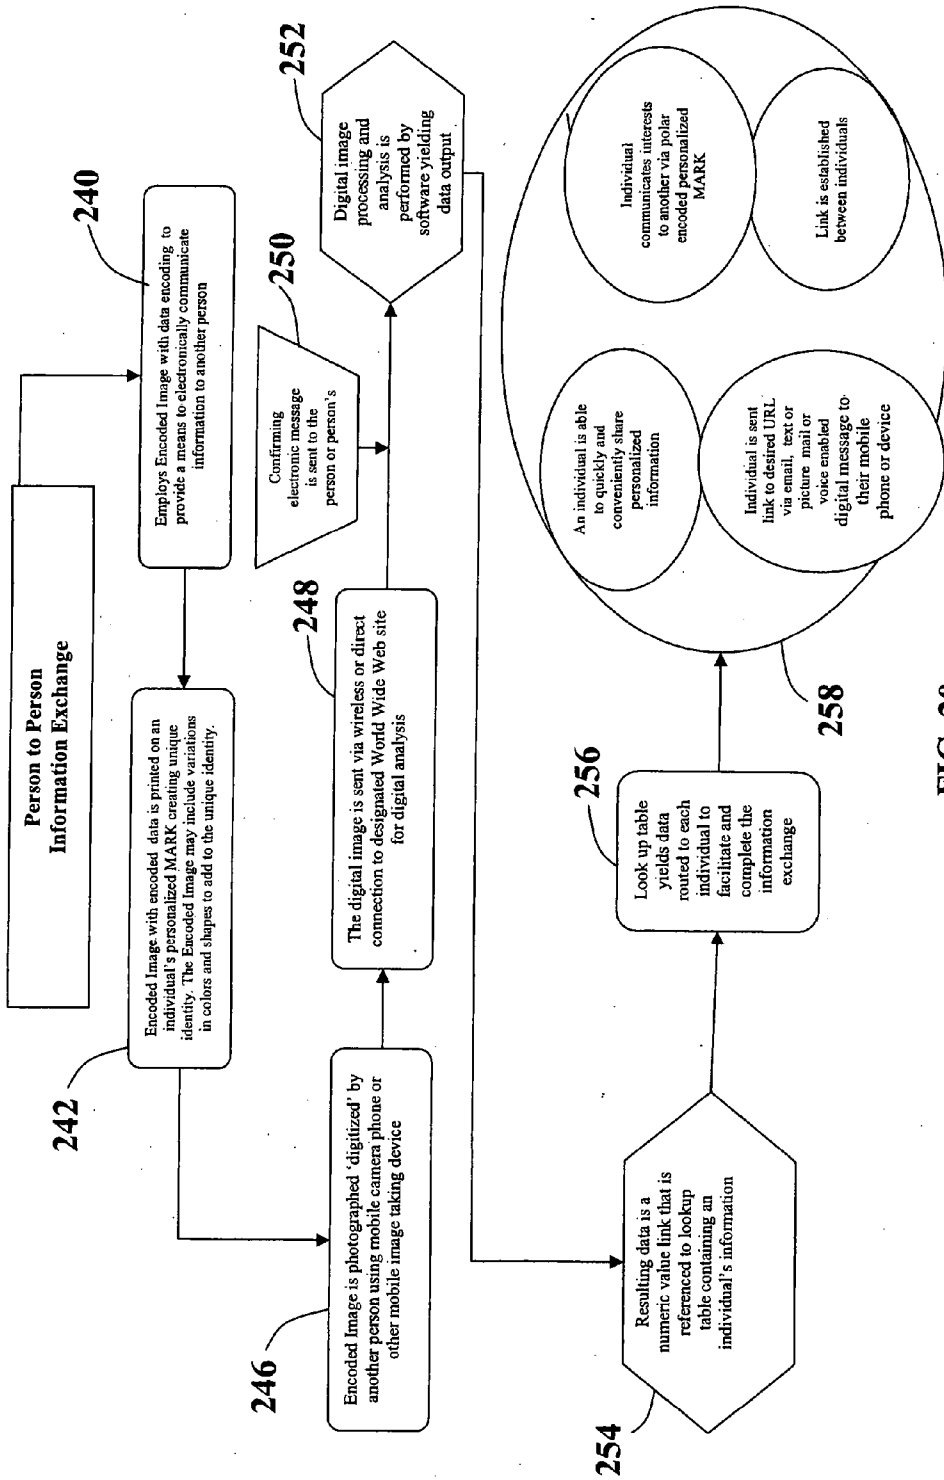 Person to Person
Information Exchange
240
Employs Encoded Image with data encoding to
provide a means to electronically communicate
information to another person
242
Encoded Image with encoded data is printed on an
individual's personalized MARK creating unique
identity. The Encoded Image may include variations
in colors and shapes to add to the unique identity.
246
Encoded Image is photographed 'digitized' by
another person using mobile camera phone or
other mobile image taking device
248
The digital image is sent via wireless or direct
connection to designated World Wide Web site
for digital analysis
250
Confirming
electronic message
is sent to the
person or person's
252
Digital image
processing and
analysis is
performed by
software yielding
data output
254
Resulting data is a
numeric value link that is
referenced to lookup
table containing an
individual's information
256
Look up table
yields data
routed to each
individual to
facilitate and
complete the
information
exchange
258
An individual is able
to quickly and
conveniently share
personalized
information
Individual
communicates interests
to another via polar
encoded personalized
MARK
Individual is sent
link to desired URL
via email, text or
picture mail or
voice enabled
digital message to
their mobile
phone or device
Link is established
between individuals